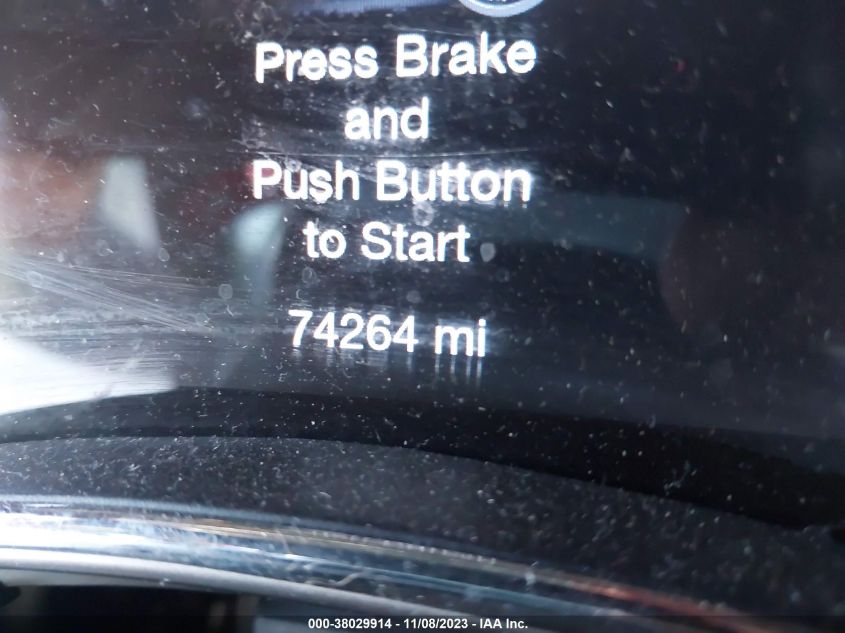 Press Brake
and
Push Button
to Start
74264 mi
000-38029914 - 11/08/2023 - IAA Inc.